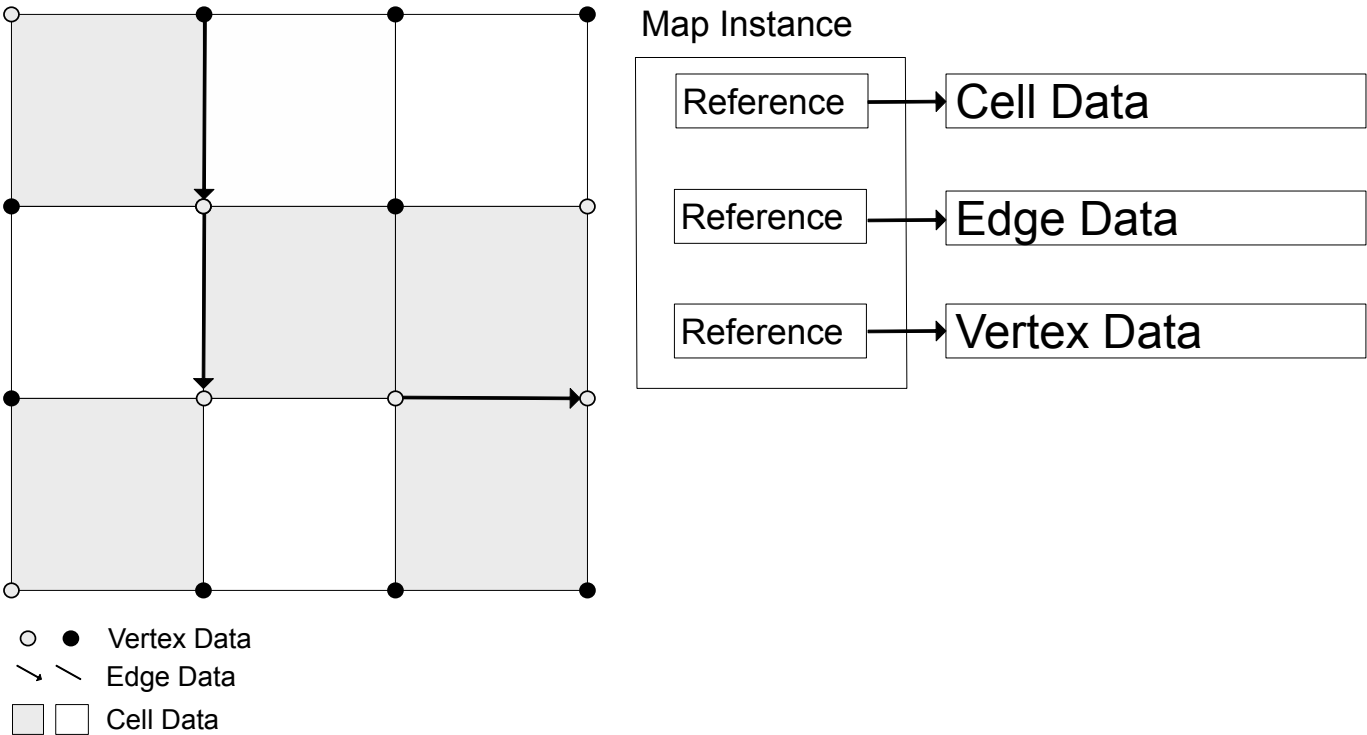 Map Instance
Reference
Cell Data
Reference
Edge Data
Reference
Vertex Data
Vertex Data
Edge Data
Cell Data